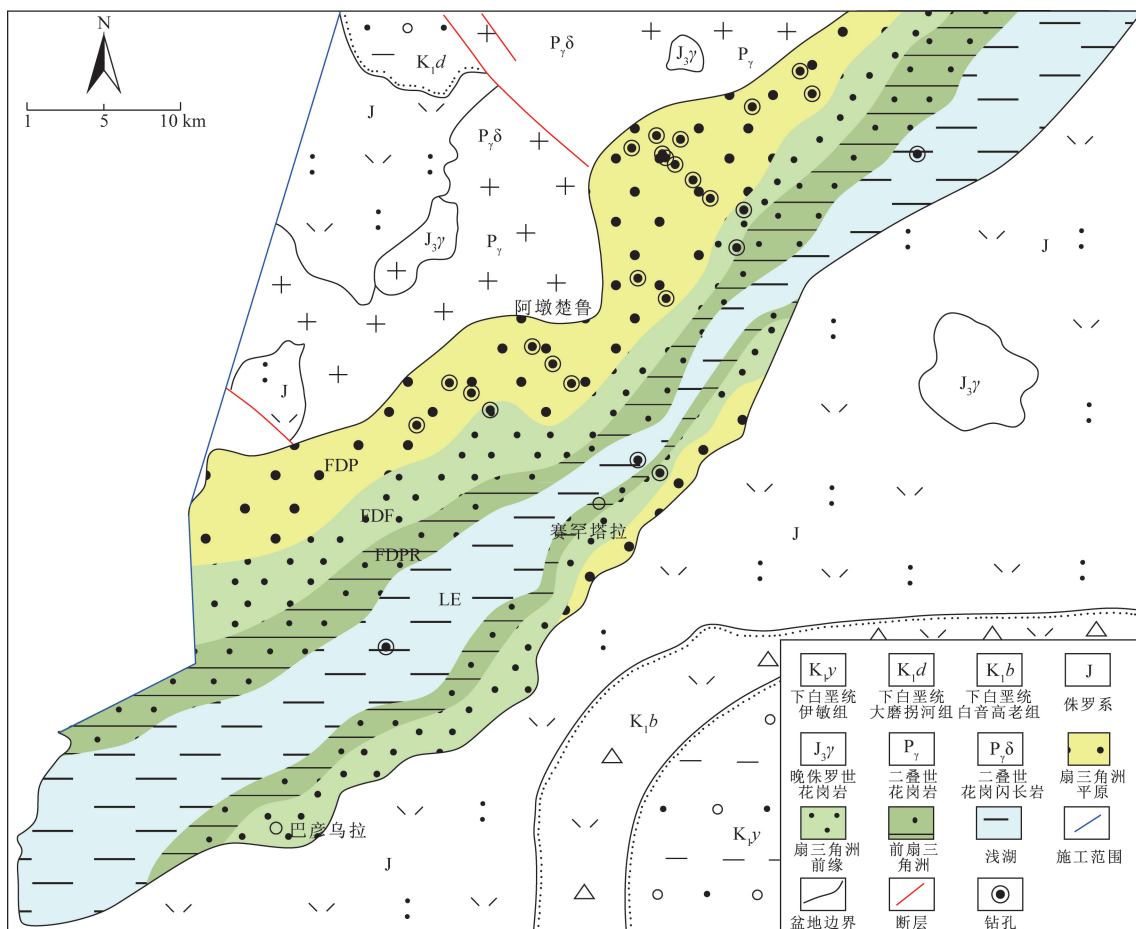 N
1 5 10 km
K₁d
Pγδ
J₃γ
Pγ
J
Pγδ
J₃γ
Pγ
J
阿墩楚鲁
J₃γ
J
FDP
FDF
赛罕塔拉
J
FDPR
LE
K₁b
巴彦乌拉
K₁y
J
K₁y
K₁d
K₁b
J
下白垩统
伊敏组
下白垩统
大磨拐河组
下白垩统
白音高老组
侏罗系
J₃γ
Pγ
Pγδ
晚侏罗世
花岗岩
二叠世
花岗岩
二叠世
花岗闪长岩
扇三角洲
平原
扇三角洲
前缘
前扇三
角洲
浅湖
施工范围
盆地边界
断层
钻孔